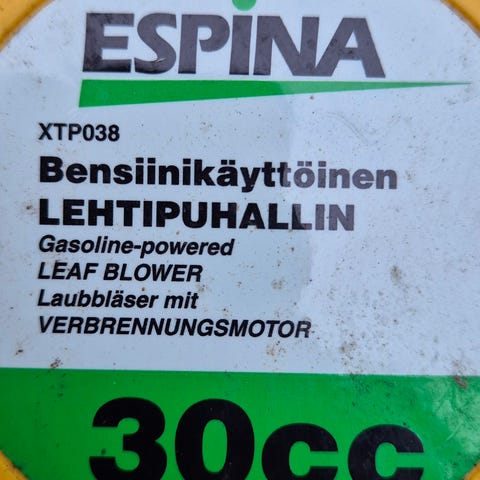 ESPINA
XTP038
Bensiinikäyttöinen
LEHTIPUHALLIN
Gasoline-powered
LEAF BLOWER
Laubbläser mit
VERBRENNUNGSMOTOR
30cc